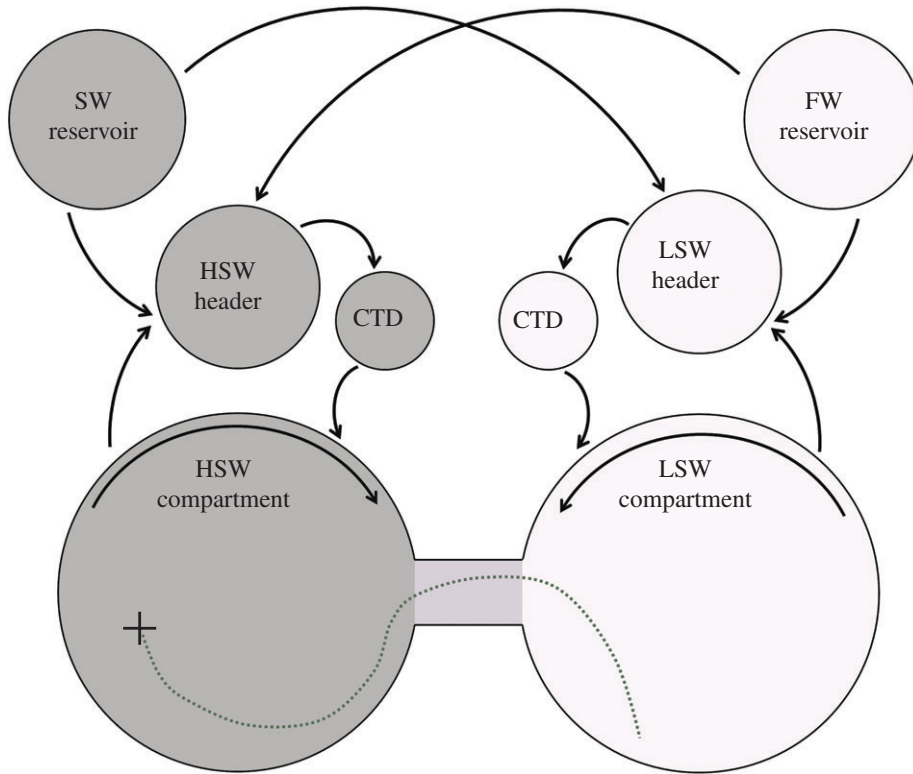 SW
reservoir
FW
reservoir
HSW
header
LSW
header
CTD
CTD
HSW
compartment
LSW
compartment